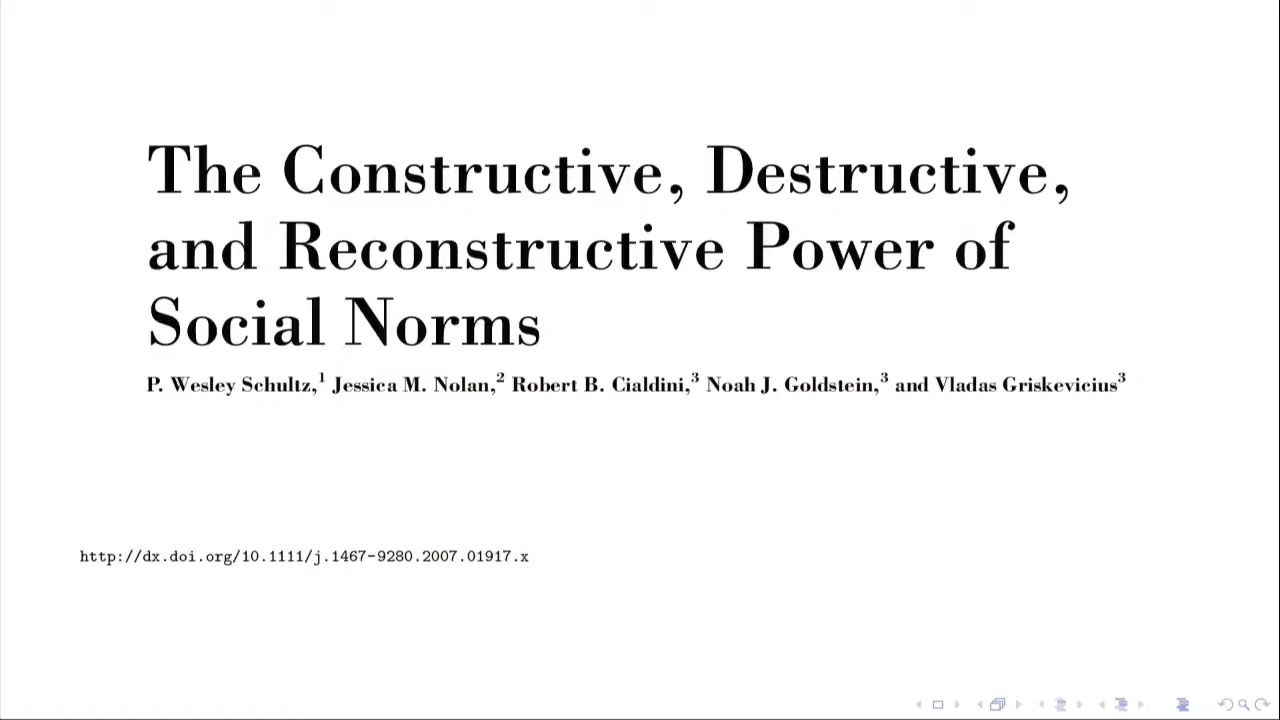 The Constructive, Destructive,
and Reconstructive Power of
Social Norms
P. Wesley Schultz,¹ Jessica M. Nolan,² Robert B. Cialdini,³ Noah J. Goldstein,³ and Vladas Griskevicius³
http://dx.doi.org/10.1111/j.1467-9280.2007.01917.x